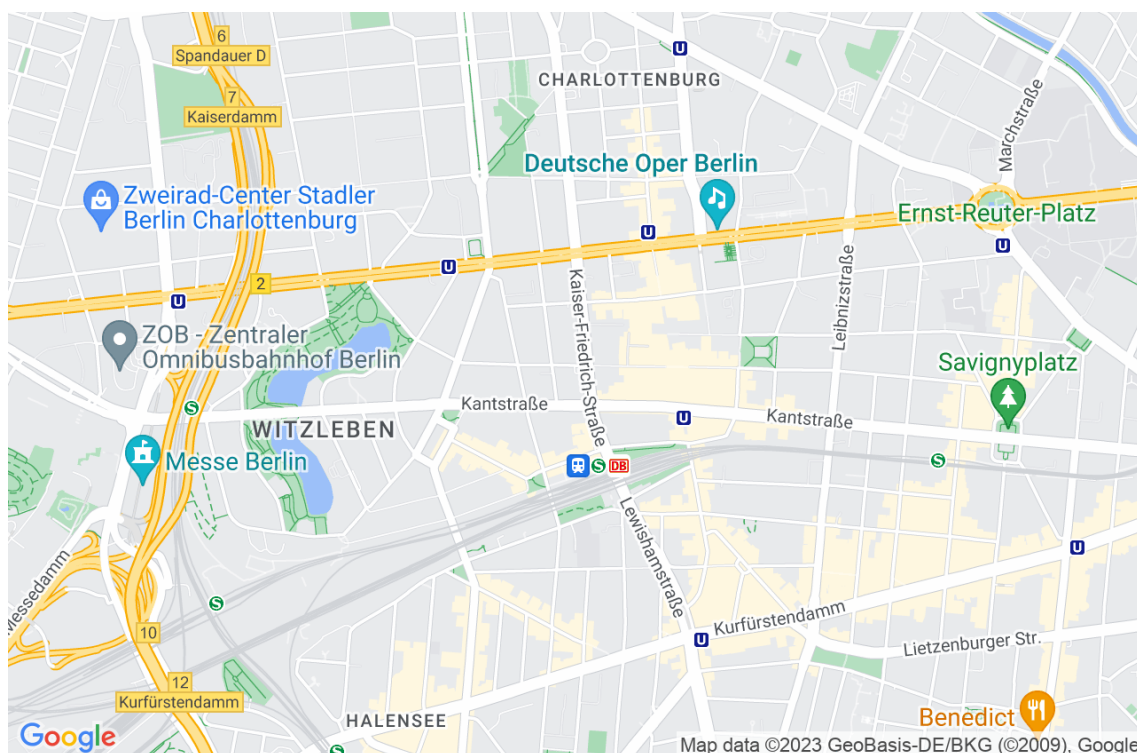 6
Spandauer D
7
Kaiserdamm
CHARLOTTENBURG
U
Marchstraße
Deutsche Oper Berlin
Zweirad-Center Stadler
Berlin Charlottenburg
Ernst-Reuter-Platz
U
U
U
2
U
Kaiser-Friedrich-Straße
Leibnizstraße
ZOB - Zentraler
Omnibusbahnhof Berlin
Savignyplatz
Kantstraße
S
U
Kantstraße
WITZLEBEN
Messe Berlin
S
DB
S
Lewishamstraße
U
Messedamm
S
10
Kurfürstendamm
U
Lietzenburger Str.
12
Kurfürstendamm
HALENSEE
Benedict
Google
S
S
Map data ©2023 GeoBasis-DE/BKG (©2009), Google